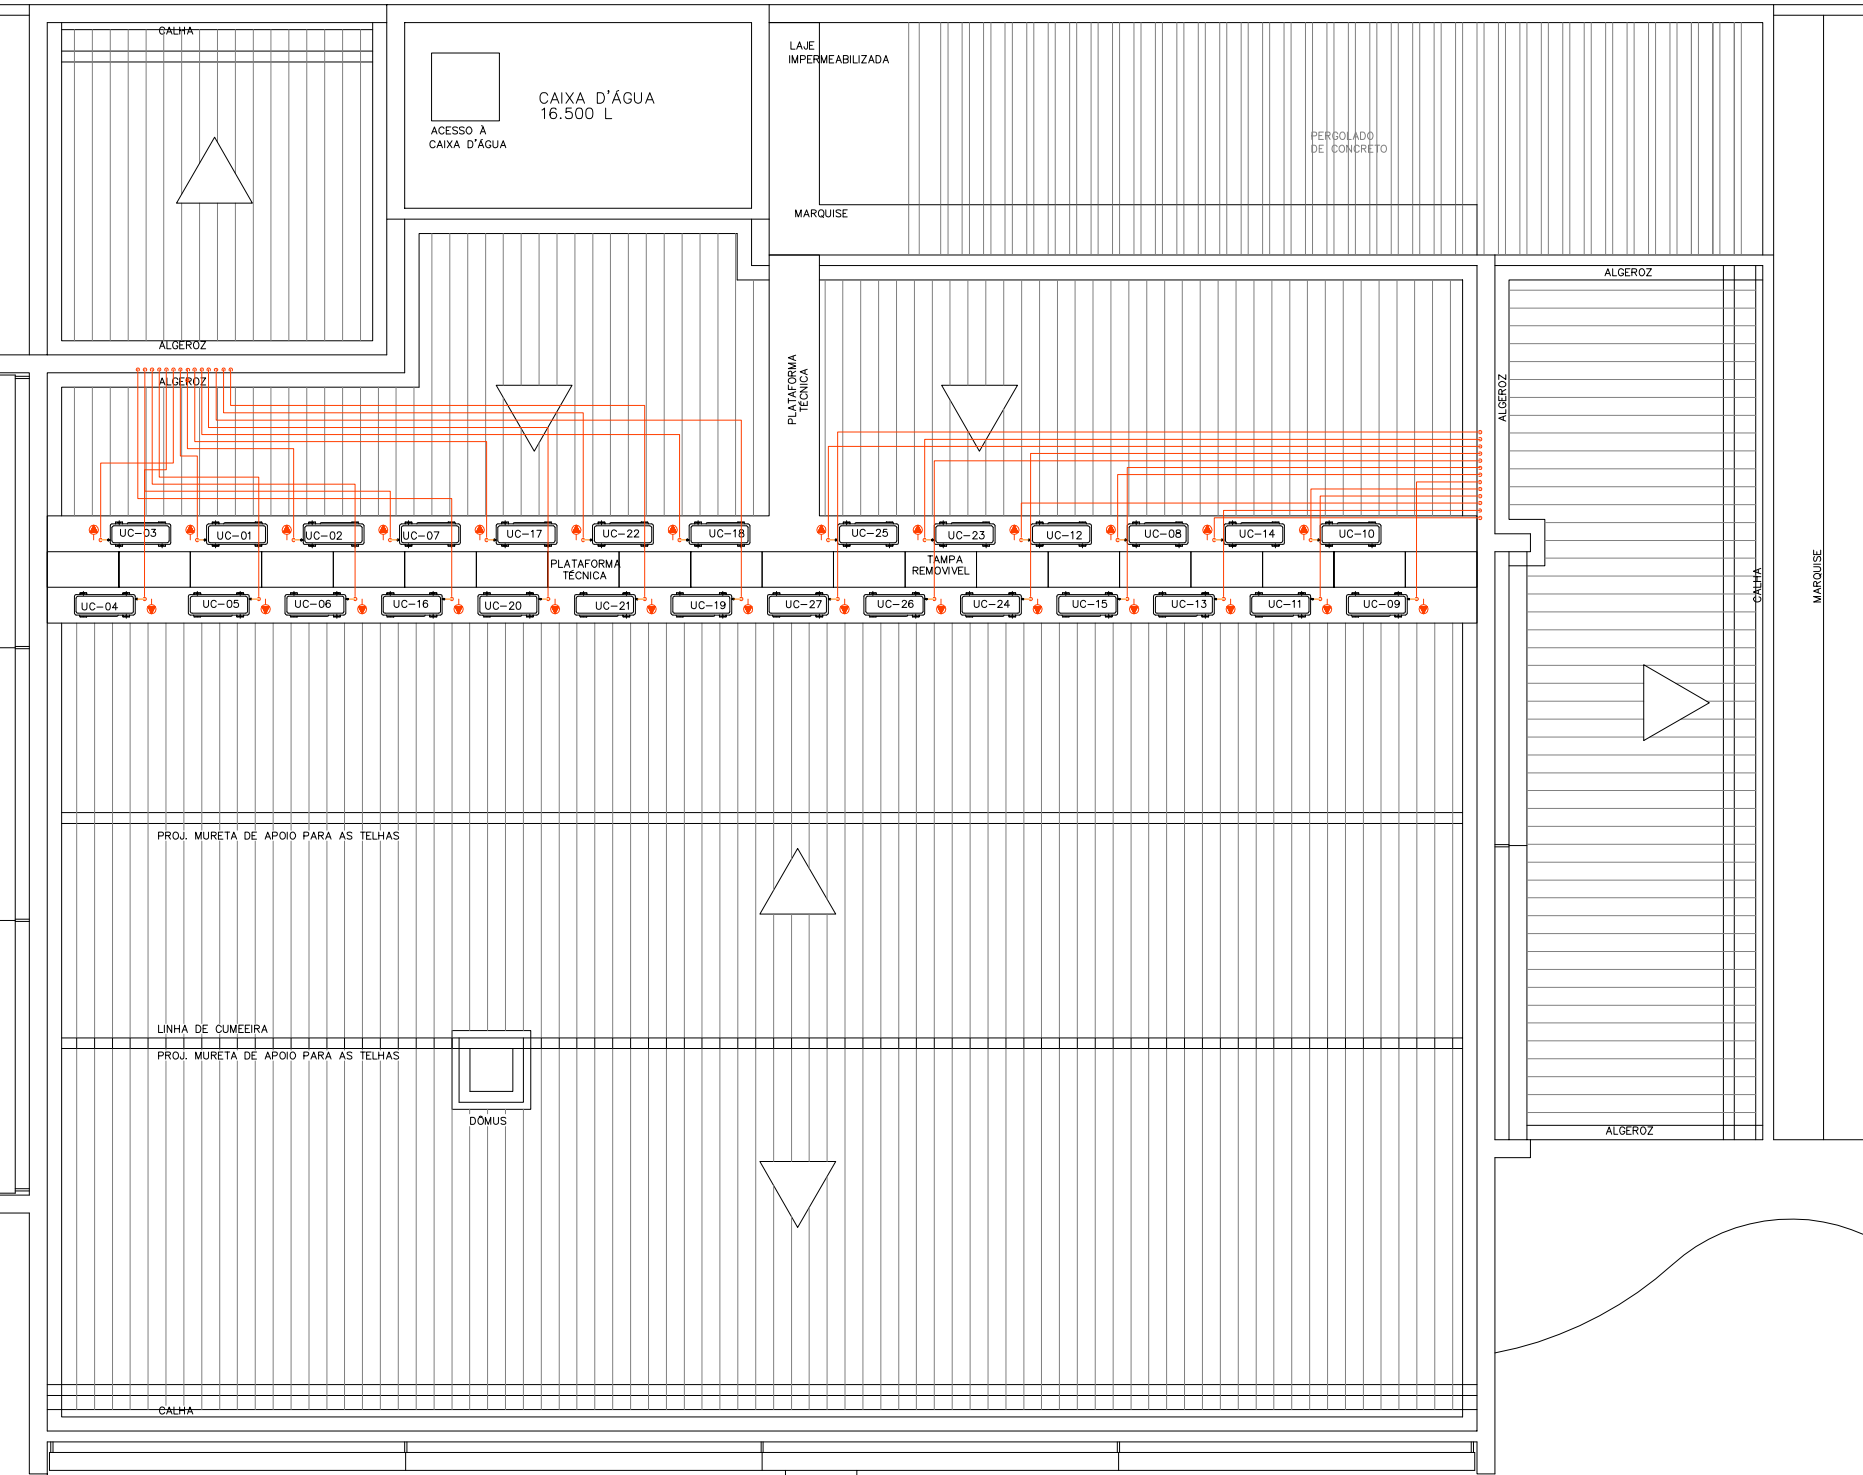 CALHA
LAJE
IMPERMEABILIZADA
CAIXA D'ÁGUA
16.500 L
ACESSO À
CAIXA D'ÁGUA
PERGOLADO
DE CONCRETO
MARQUISE
ALGEROZ
ALGEROZ
ALGEROZ
PLATAFORMA
TÉCNICA
ALGEROZ
UC-03
UC-01
UC-02
UC-07
UC-17
UC-22
UC-18
UC-25
UC-23
UC-12
UC-08
UC-14
UC-10
PLATAFORMA
TÉCNICA
TAMPA
REMOVIVEL
CALHA
MARQUISE
UC-04
UC-05
UC-06
UC-16
UC-20
UC-21
UC-19
UC-27
UC-26
UC-24
UC-15
UC-13
UC-11
UC-09
PROJ. MURETA DE APOIO PARA AS TELHAS
LINHA DE CUMEEIRA
PROJ. MURETA DE APOIO PARA AS TELHAS
DÔMUS
ALGEROZ
CALHA